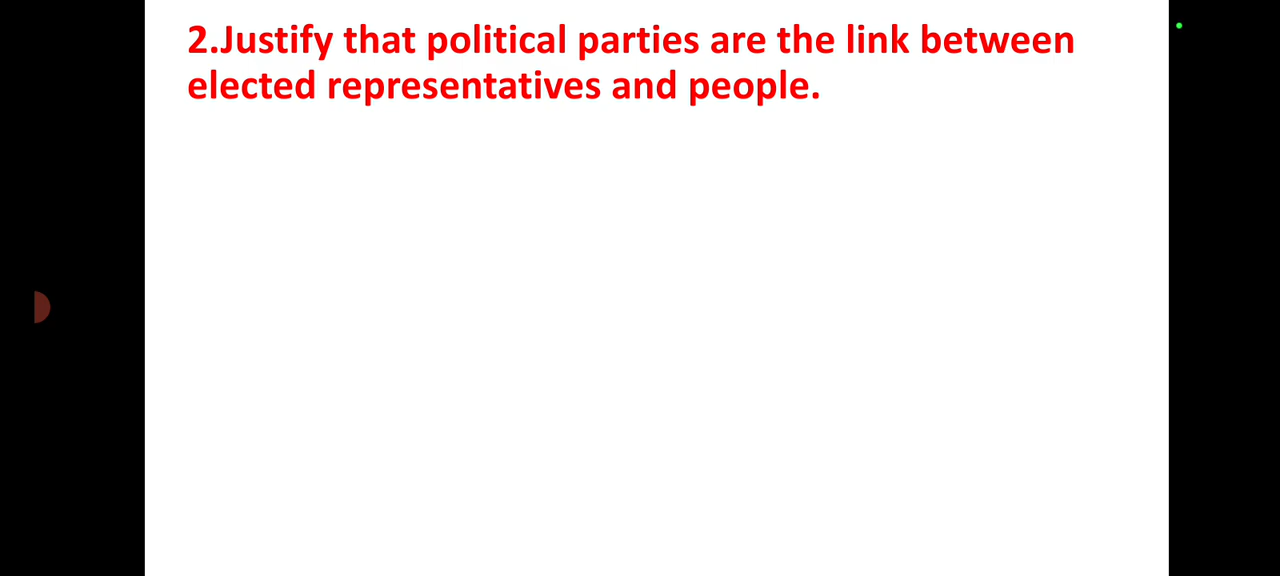 2.Justify that political parties are the link between
elected representatives and people.